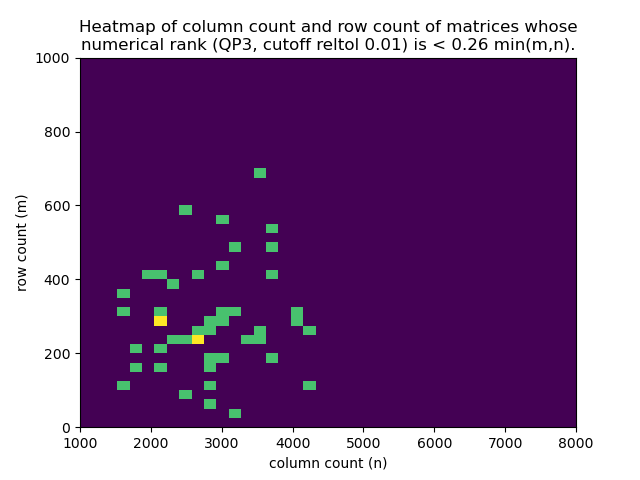 Heatmap of column count and row count of matrices whose
numerical rank (QP3, cutoff reltol 0.01) is < 0.26 min(m,n).
1000
800
600
400
200
0
row count (m)
1000 2000 3000 4000 5000 6000 7000 8000
column count (n)